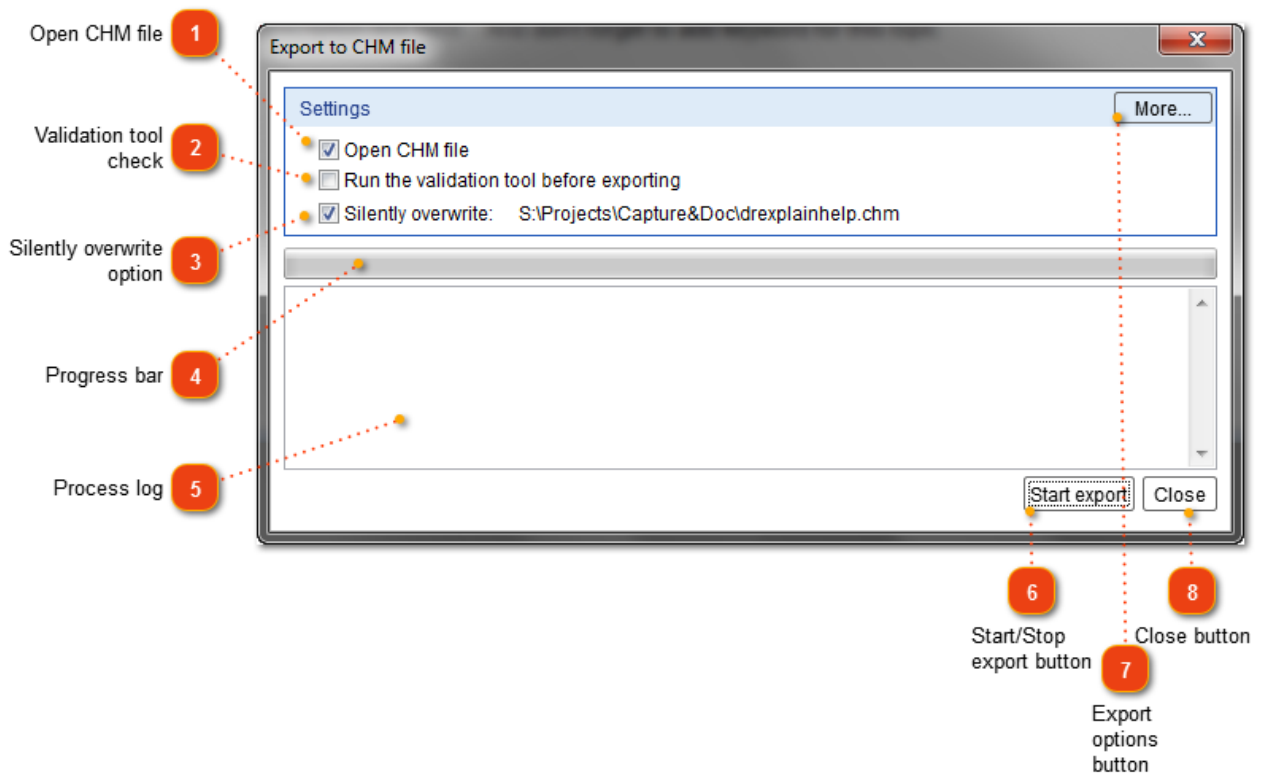 Open CHM file
1
Export to CHM file
Settings
More...
Validation tool
check
2
Open CHM file
Run the validation tool before exporting
Silently overwrite: S:\Projects\Capture&Doc\drexplainhelp.chm
Silently overwrite
option
3
Progress bar
4
Process log
5
Start export
Close
6
Start/Stop
export button
8
Close button
7
Export
options
button